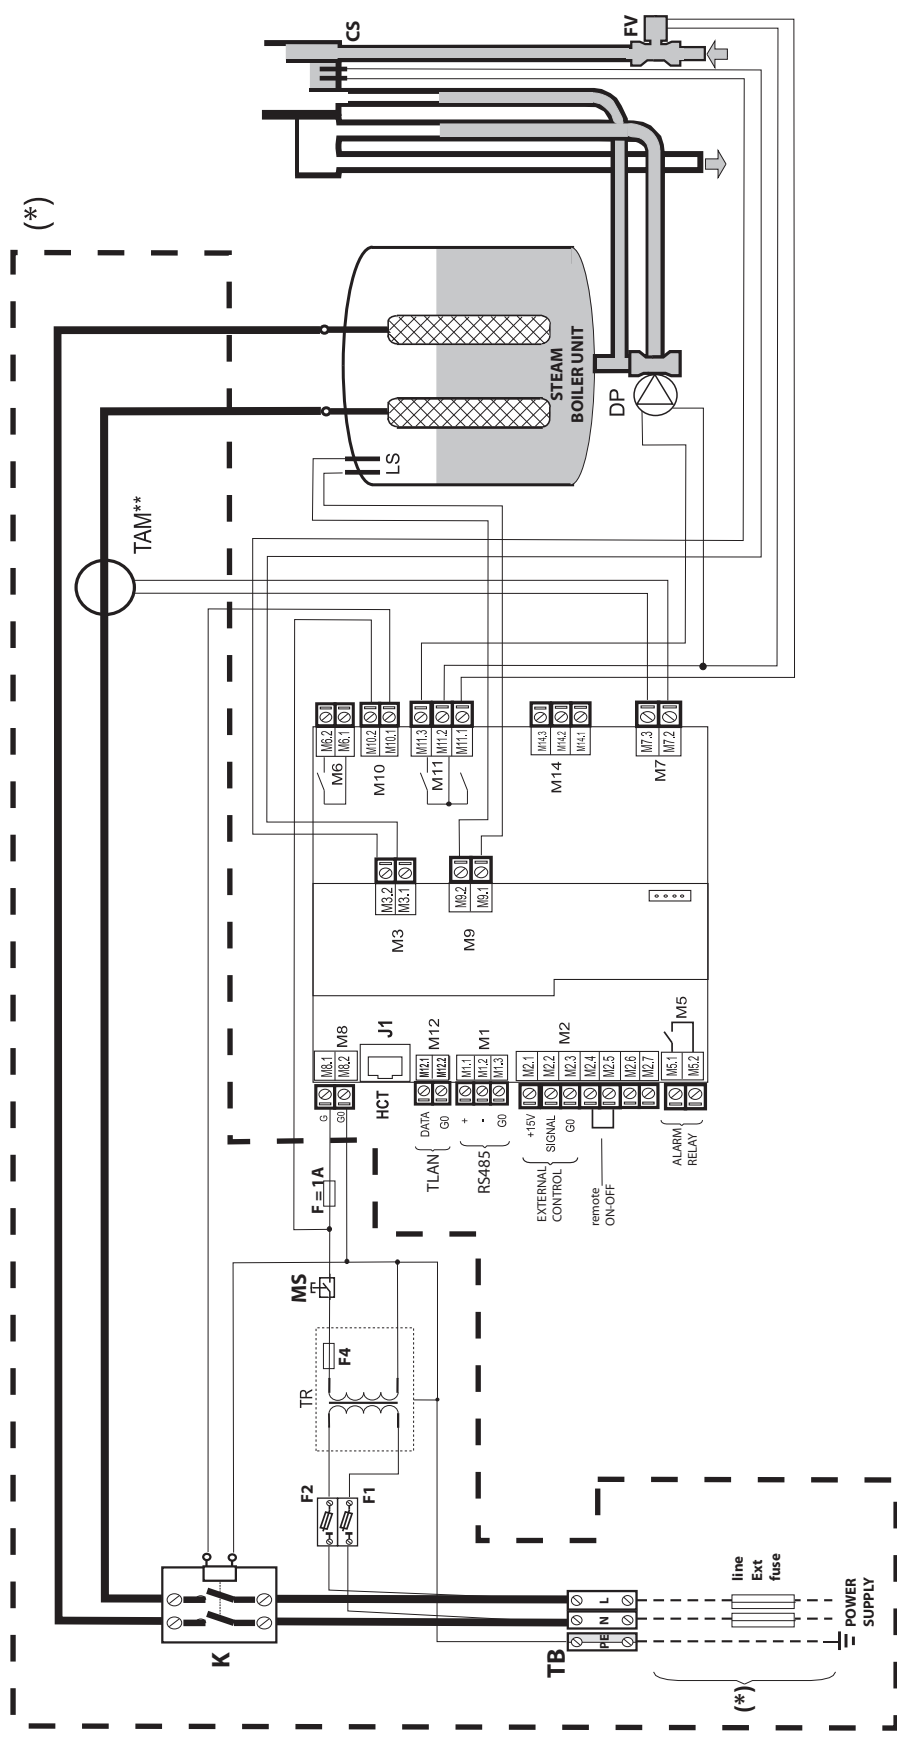 CS
FV
(*)
STEAM
BOILER UNIT
DP
LS
TAM**
M6.2
M6.1
M6
M10.2
M10.1
M10
M11.3
M11.2
M11.1
M11
M14.3
M14.2
M14.1
M14
M7.3
M7.2
M7
M3.2
M3.1
M3
M9.2
M9.1
M9
M8.1
M8.2
M8
G
G0
J1
HCT
M12.1
M12.2
M12
DATA
G0
TLAN
M1.1
M1.2
M1.3
M1
+
-
G0
RS485
M2.1
M2.2
M2.3
M2.4
M2.5
M2.6
M2.7
M2
+15V
SIGNAL
G0
EXTERNAL
CONTROL
remote
ON-OFF
M5.1
M5.2
M5
ALARM
RELAY
F = 1A
MS
F4
TR
F2
F1
K
TB
L
N
PE
line
Ext
fuse
POWER
SUPPLY
(*)